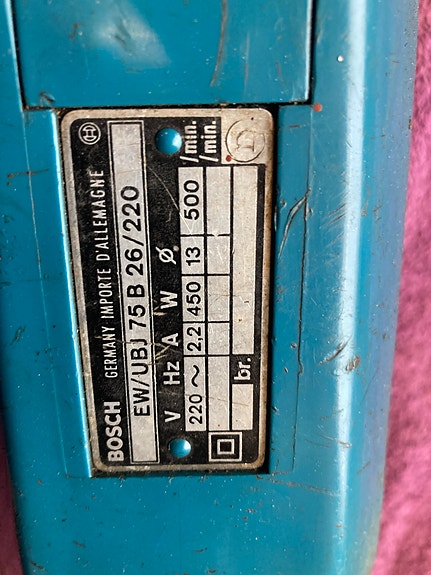 BOSCH GERMANY IMPORTE D'ALLEMAGNE
EW/UBJ 75 B 26/220
V Hz A W Ø /min.
/min.
220 ~ 2,2 450 13 500
br.